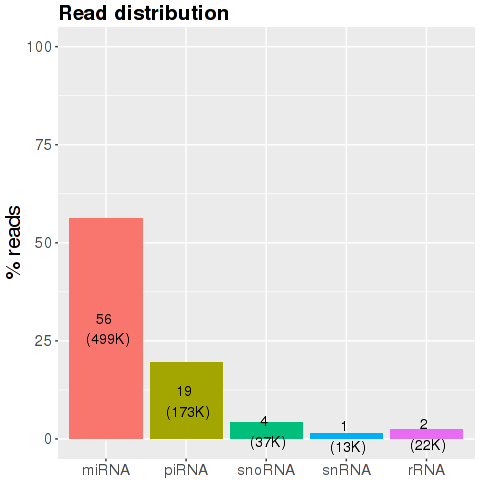 Read distribution
% reads
100
75
50
25
0
56
(499K)
19
(173K)
4
(37K)
1
(13K)
2
(22K)
miRNA
piRNA
snoRNA
snRNA
rRNA